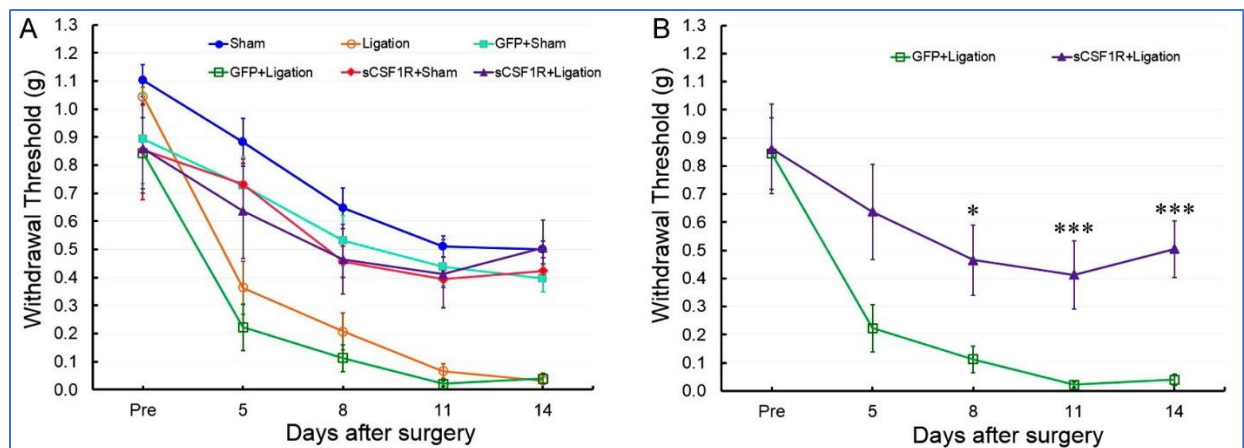 A
Withdrawal Threshold (g)
1.3
1.2
1.1
1.0
0.9
0.8
0.7
0.6
0.5
0.4
0.3
0.2
0.1
0.0
Sham Ligation GFP+Sham
GFP+Ligation sCSF1R+Sham sCSF1R+Ligation
Pre 5 8 11 14
Days after surgery
B
Withdrawal Threshold (g)
1.3
1.2
1.1
1.0
0.9
0.8
0.7
0.6
0.5
0.4
0.3
0.2
0.1
0.0
GFP+Ligation sCSF1R+Ligation
* *** ***
Pre 5 8 11 14
Days after surgery